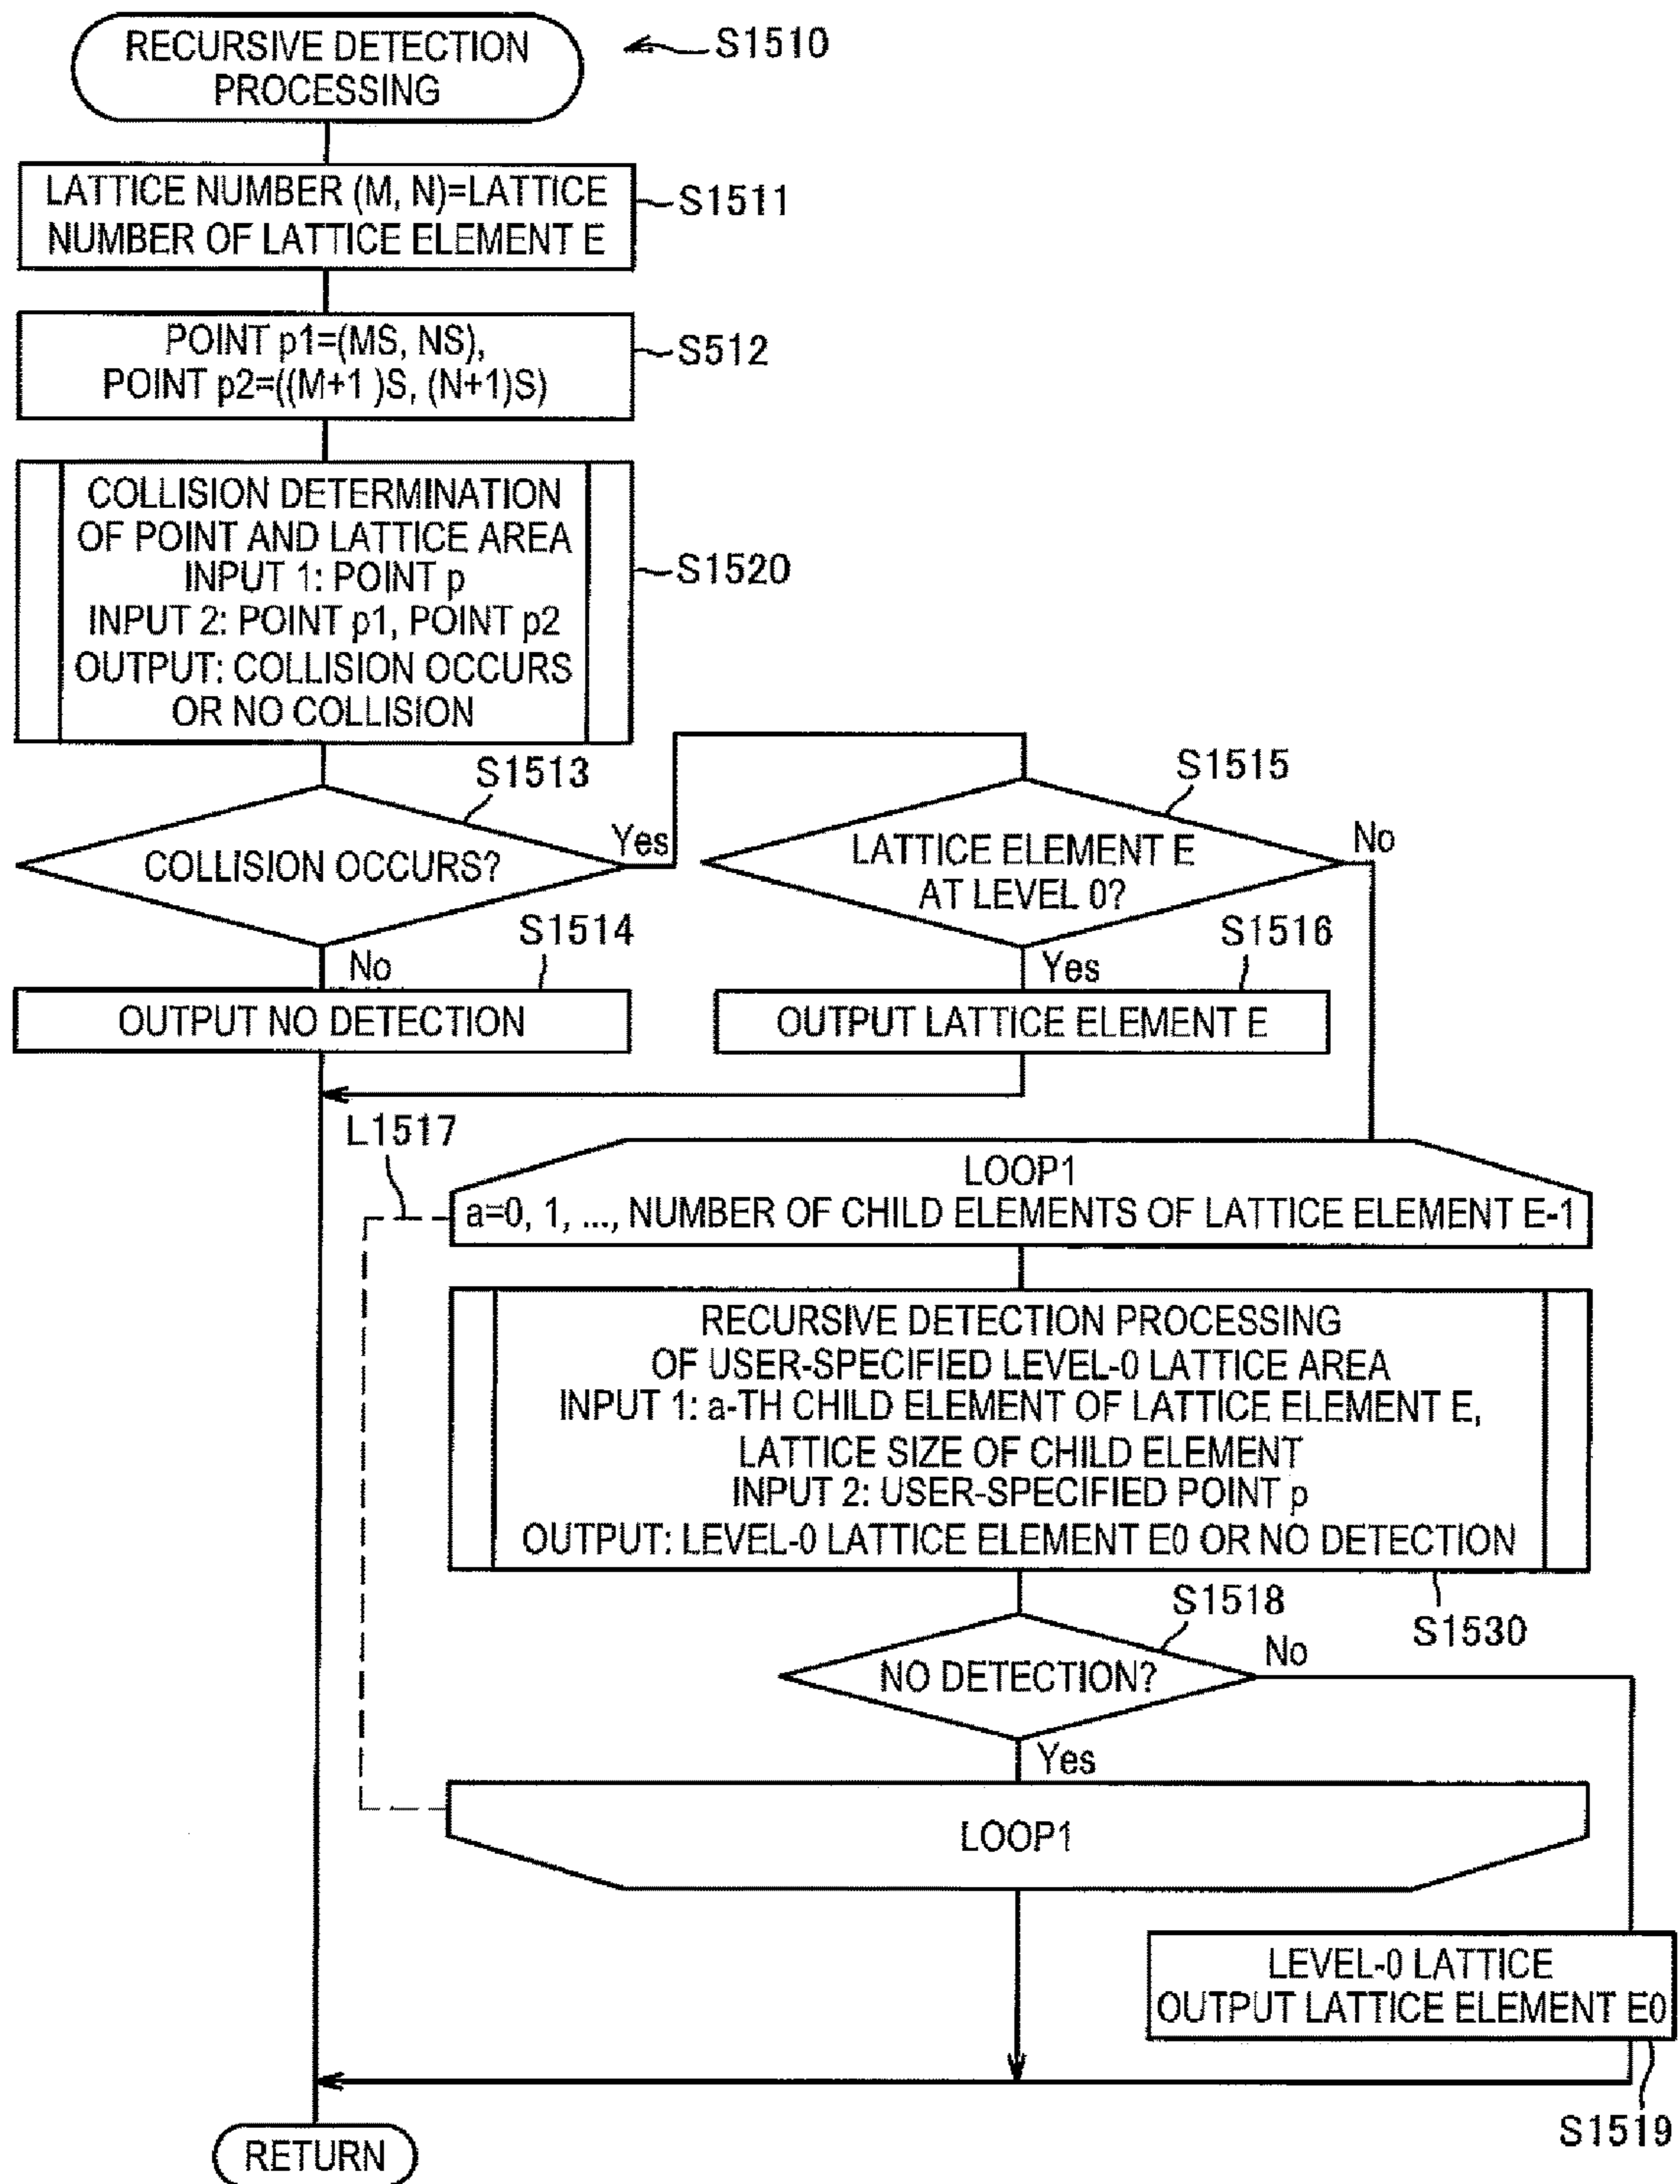 RECURSIVE DETECTION
PROCESSING
S1510
LATTICE NUMBER (M, N)=LATTICE
NUMBER OF LATTICE ELEMENT E
S1511
POINT p1=(MS, NS),
POINT p2=((M+1 )S, (N+1)S)
S512
COLLISION DETERMINATION
OF POINT AND LATTICE AREA
INPUT 1: POINT p
INPUT 2: POINT p1, POINT p2
OUTPUT: COLLISION OCCURS
OR NO COLLISION
S1520
S1513
COLLISION OCCURS?
Yes
No
S1515
LATTICE ELEMENT E
AT LEVEL 0?
No
Yes
S1514
OUTPUT NO DETECTION
S1516
OUTPUT LATTICE ELEMENT E
L1517
LOOP1
a=0, 1, ..., NUMBER OF CHILD ELEMENTS OF LATTICE ELEMENT E-1
RECURSIVE DETECTION PROCESSING
OF USER-SPECIFIED LEVEL-0 LATTICE AREA
INPUT 1: a-TH CHILD ELEMENT OF LATTICE ELEMENT E,
LATTICE SIZE OF CHILD ELEMENT
INPUT 2: USER-SPECIFIED POINT p
OUTPUT: LEVEL-0 LATTICE ELEMENT E0 OR NO DETECTION
S1530
S1518
NO DETECTION?
No
Yes
LOOP1
LEVEL-0 LATTICE
OUTPUT LATTICE ELEMENT E0
S1519
RETURN